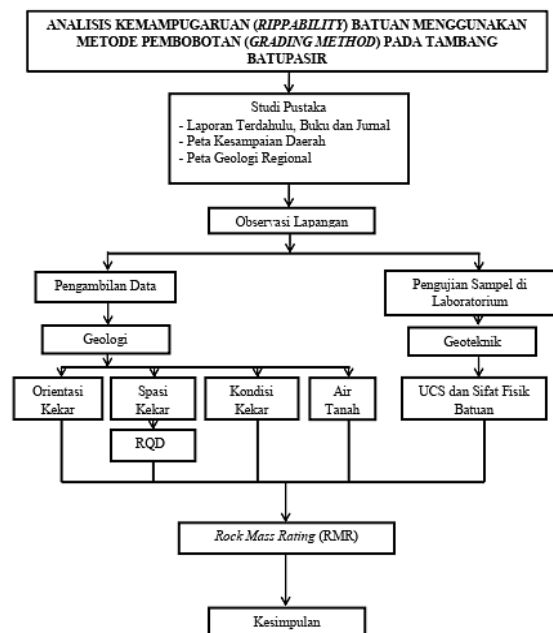 ANALISIS KEMAMPUGARUAN (RIPPABILITY) BATUAN MENGGUNAKAN
METODE PEMBOBOTAN (GRADING METHOD) PADA TAMBANG
BATUPASIR
Studi Pustaka
- Laporan Terdahulu, Buku dan Jurnal
- Peta Kesampaian Daerah
- Peta Geologi Regional
Observasi Lapangan
Pengambilan Data
Pengujian Sampel di
Laboratorium
Geologi
Geoteknik
Orientasi
Kekar
Spasi
Kekar
Kondisi
Kekar
Air
Tanah
UCS dan Sifat Fisik
Batuan
RQD
Rock Mass Rating (RMR)
Kesimpulan